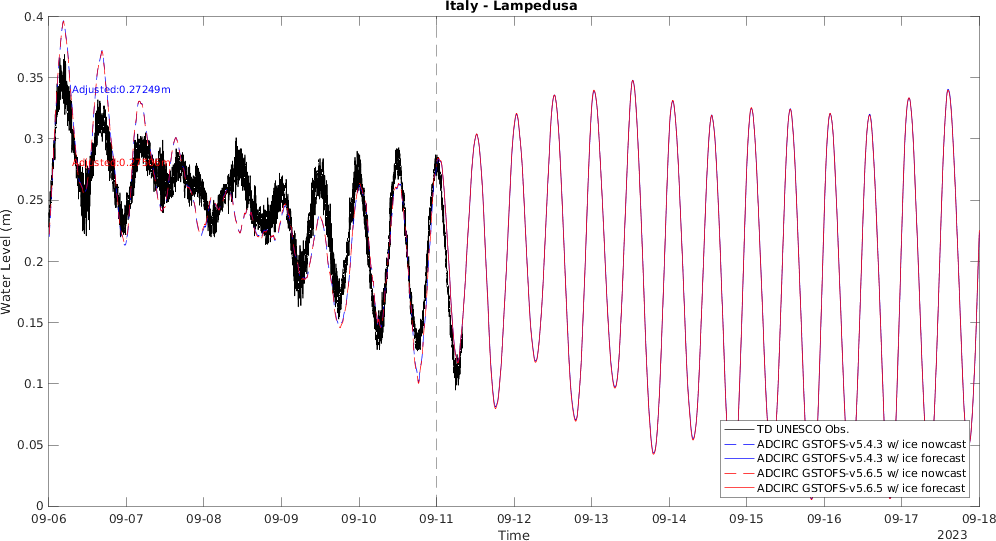 Italy - Lampedusa
0.4
0.35
0.3
0.25
0.2
0.15
0.1
0.05
0
Water Level (m)
Adjusted:0.27249m
09-06
09-07
09-08
09-09
09-10
09-11
09-12
09-13
09-14
09-15
09-16
09-17
09-18
Time
2023
TD UNESCO Obs.
ADCIRC GSTOFS-v5.4.3 w/ ice nowcast
ADCIRC GSTOFS-v5.4.3 w/ ice forecast
ADCIRC GSTOFS-v5.6.5 w/ ice nowcast
ADCIRC GSTOFS-v5.6.5 w/ ice forecast